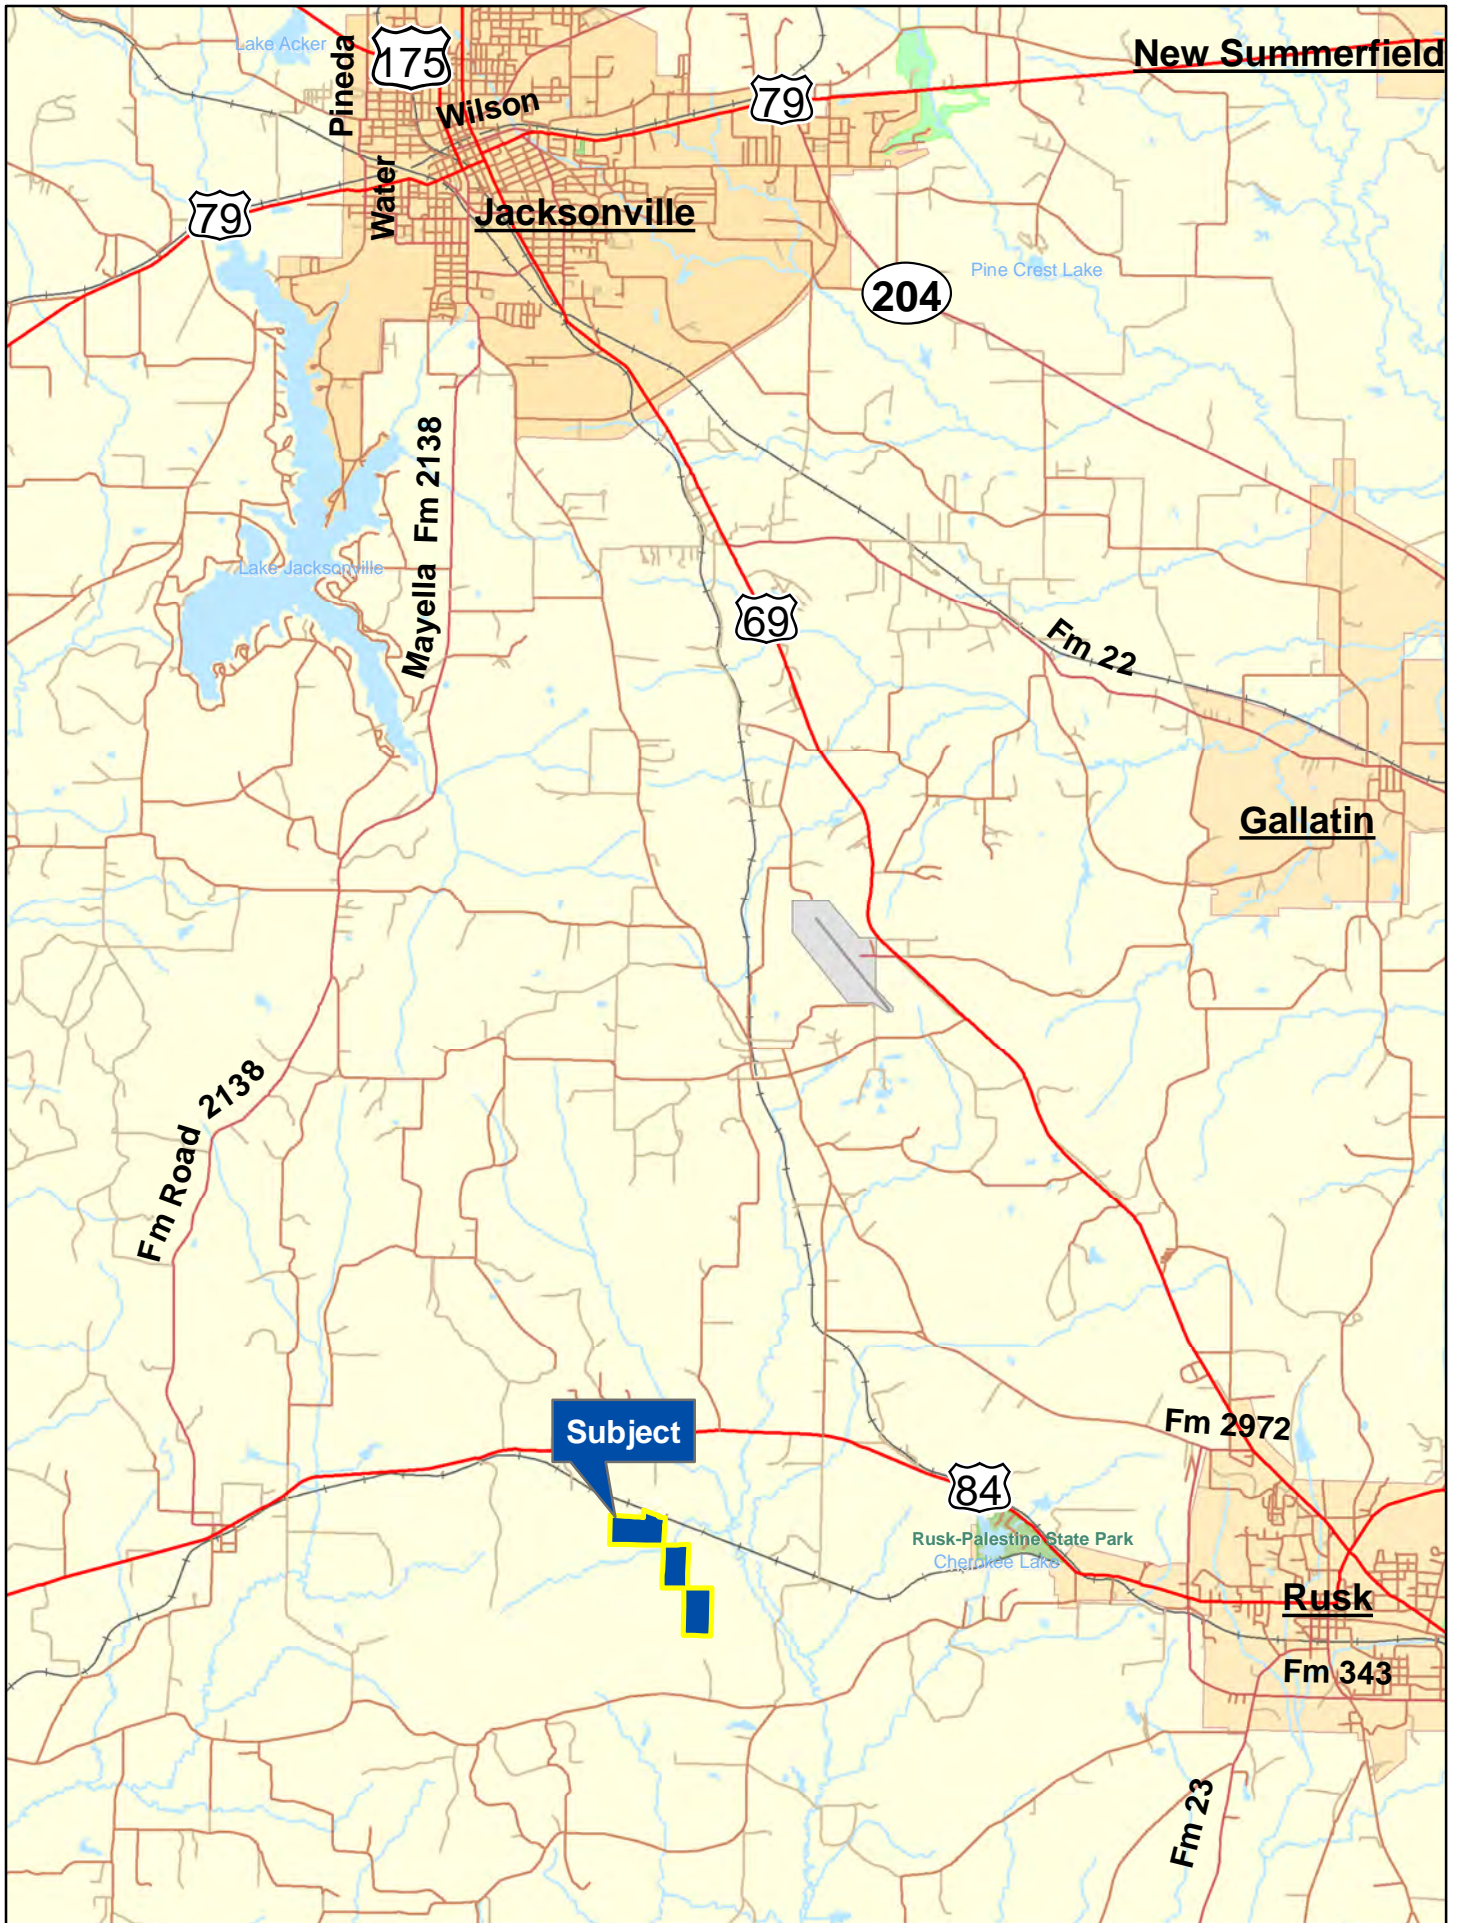 Lake Acker
Pineda
175
New Summerfield
Wilson
79
Water
79
Jacksonville
Pine Crest Lake
204
Mayella Fm 2138
Lake Jacksonville
69
Fm 22
Gallatin
Fm Road 2138
Subject
Fm 2972
84
Rusk-Palestine State Park
Cherokee Lake
Rusk
Fm 343
Fm 23